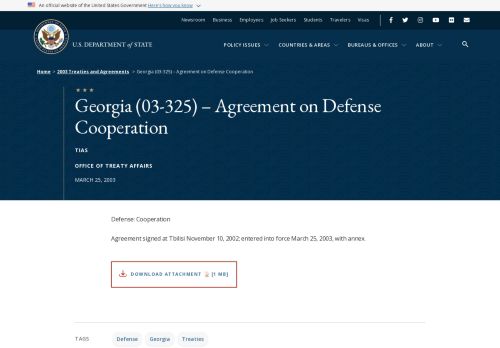 An official website of the United States Government Here's how you know
Newsroom Business Employees Job Seekers Students Travelers Visas
U.S. DEPARTMENT of STATE
POLICY ISSUES COUNTRIES & AREAS BUREAUS & OFFICES ABOUT
Home > 2003 Treaties and Agreements > Georgia (03-325) – Agreement on Defense Cooperation
Georgia (03-325) – Agreement on Defense
Cooperation
TIAS
OFFICE OF TREATY AFFAIRS
MARCH 25, 2003
Defense: Cooperation
Agreement signed at Tbilisi November 10, 2002; entered into force March 25, 2003; with annex.
DOWNLOAD ATTACHMENT [1 MB]
TAGS Defense Georgia Treaties